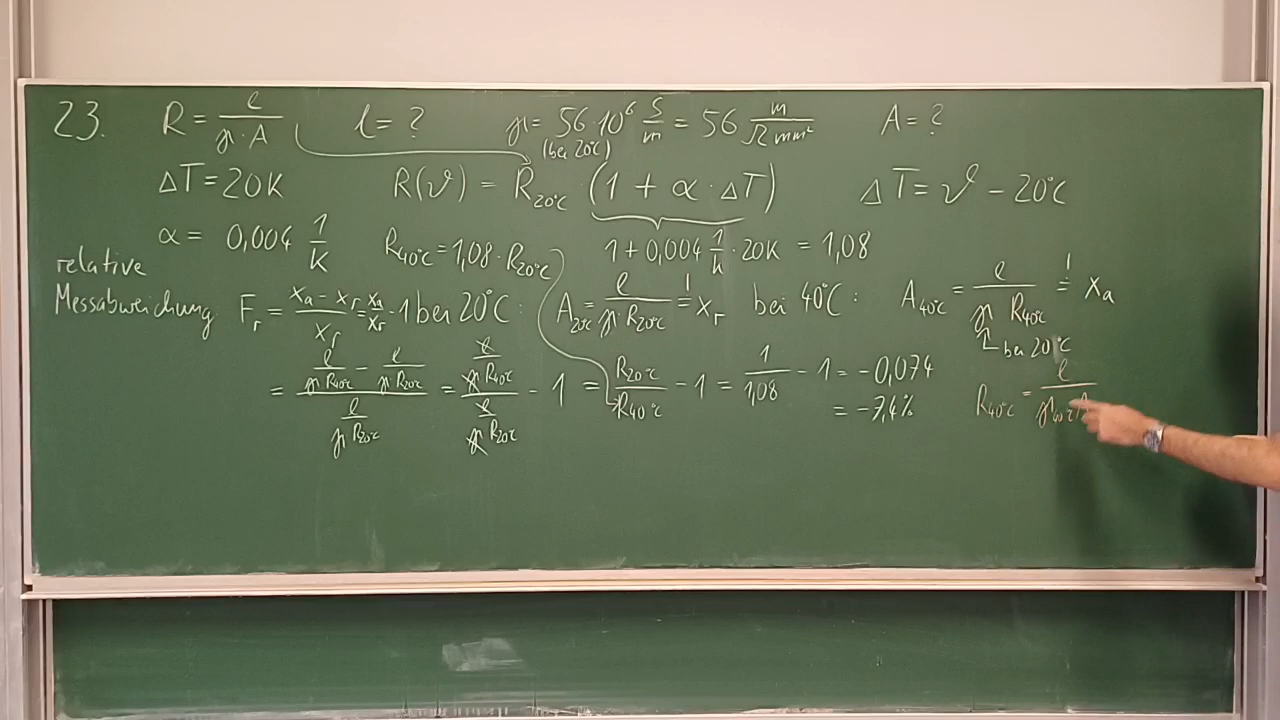 23. R = l/(γ · A) l = ? γ = 56·10⁶ S/m = 56 m/(Ω mm²) A = ?
(bei 20°C)
ΔT = 20K R(ϑ) = R20°C (1 + α · ΔT) ΔT = ϑ − 20°C
α = 0,004 1/K R40°C = 1,08 · R20°C 1 + 0,004 1/K · 20K = 1,08
relative
Messabweichung Fr = (xa − xr)/xr = xa/xr − 1 bei 20°C : A20°C = l/(γ R20°C) =! xr bei 40°C : A40°C = l/(γ R40°C) =! xa
bei 20°C
= (l/(γ R40°C) − l/(γ R20°C))/(l/(γ R20°C)) = (l/(γ R40°C))/(l/(γ R20°C)) − 1 = R20°C/R40°C − 1 = 1/1,08 − 1 = −0,074
= −7,4% R40°C = l/(γ40°C A)